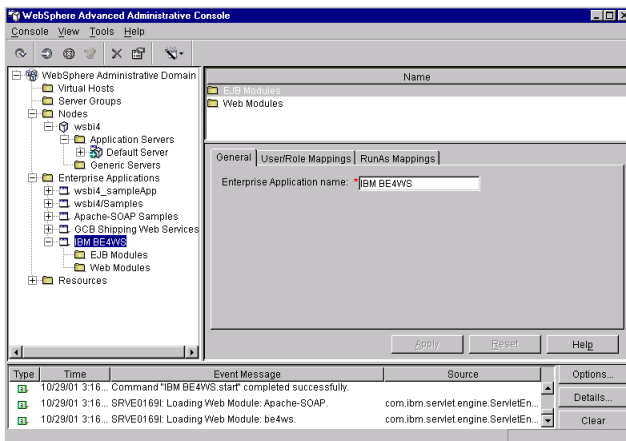 WebSphere Advanced Administrative Console
Console View Tools Help
WebSphere Administrative Domain
Virtual Hosts
Server Groups
Nodes
wsbi4
Application Servers
Default Server
Generic Servers
Enterprise Applications
wsbi4_sampleApp
wsbi4/Samples
Apache-SOAP Samples
GCB Shipping Web Services
IBM BE4WS
EJB Modules
Web Modules
Resources
Name
EJB Modules
Web Modules
General User/Role Mappings RunAs Mappings
Enterprise Application name: *IBM BE4WS
Apply Reset Help
Type Time Event Message Source
10/29/01 3:16... Command "IBM BE4WS.start" completed successfully.
10/29/01 3:16... SRVE0169I: Loading Web Module: Apache-SOAP. com.ibm.servlet.engine.ServletEn...
10/29/01 3:16... SRVE0169I: Loading Web Module: be4ws. com.ibm.servlet.engine.ServletEn...
Options...
Details...
Clear